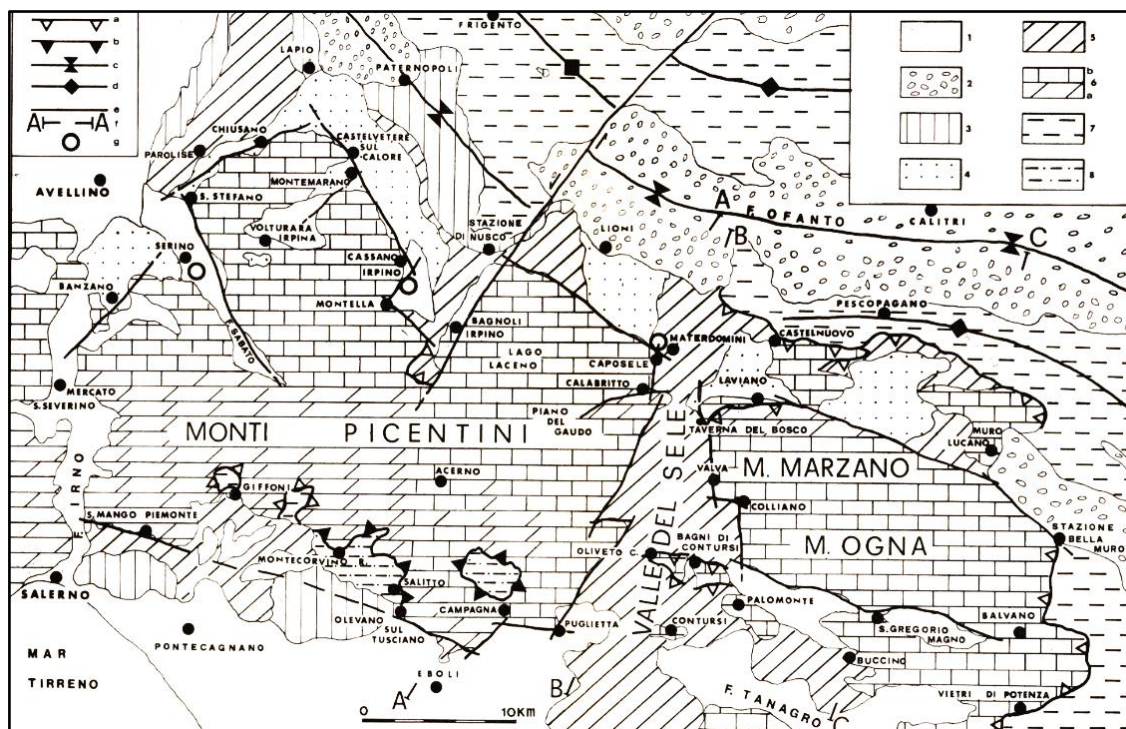 a
b
c
d
e
A A f
g
1
2
3
4
5
b
6
a
7
8
FRIGENTO
LAPIO
PATERNOPOLI
CHIUSANO
CASTELVETERE
SUL
CALORE
PAROLISE
AVELLINO
MONTEMARANO
S. STEFANO
VOLTURARA
IRPINA
STAZIONE
DI NUSCO
LIONI
A
B
F. OFANTO
CALITRI
C
SERINO
CASSANO
IRPINO
BANZANO
MONTELLA
PESCOPAGANO
BAGNOLI
IRPINO
MATERDOMINI
CASTELNUOVO
SABATO
LAGO
LACENO
CAPOSELE
CALABRITTO
LAVIANO
MERCATO
S. SEVERINO
PIANO
DEL
GAUDO
TAVERNA DEL BOSCO
MURO
LUCANO
MONTI PICENTINI
ACERNO
VALVA
M. MARZANO
GIFFONI
COLLIANO
F. IRNO
S. MANGO PIEMONTE
STAZIONE
BELLA
MURO
MONTECORVINO R.
OLIVETO C.
BAGNI DI
CONTURSI
M. OGNA
VALLE DEL SELE
SALERNO
SALITTO
CAMPAGNA
PALOMONTE
BALVANO
OLEVANO
SUL
TUSCIANO
PUGLIETTA
CONTURSI
S. GREGORIO
MAGNO
PONTECAGNANO
MAR
TIRRENO
BUCCINO
EBOLI
A
B
F. TANAGRO
C
VIETRI DI POTENZA
0 10Km